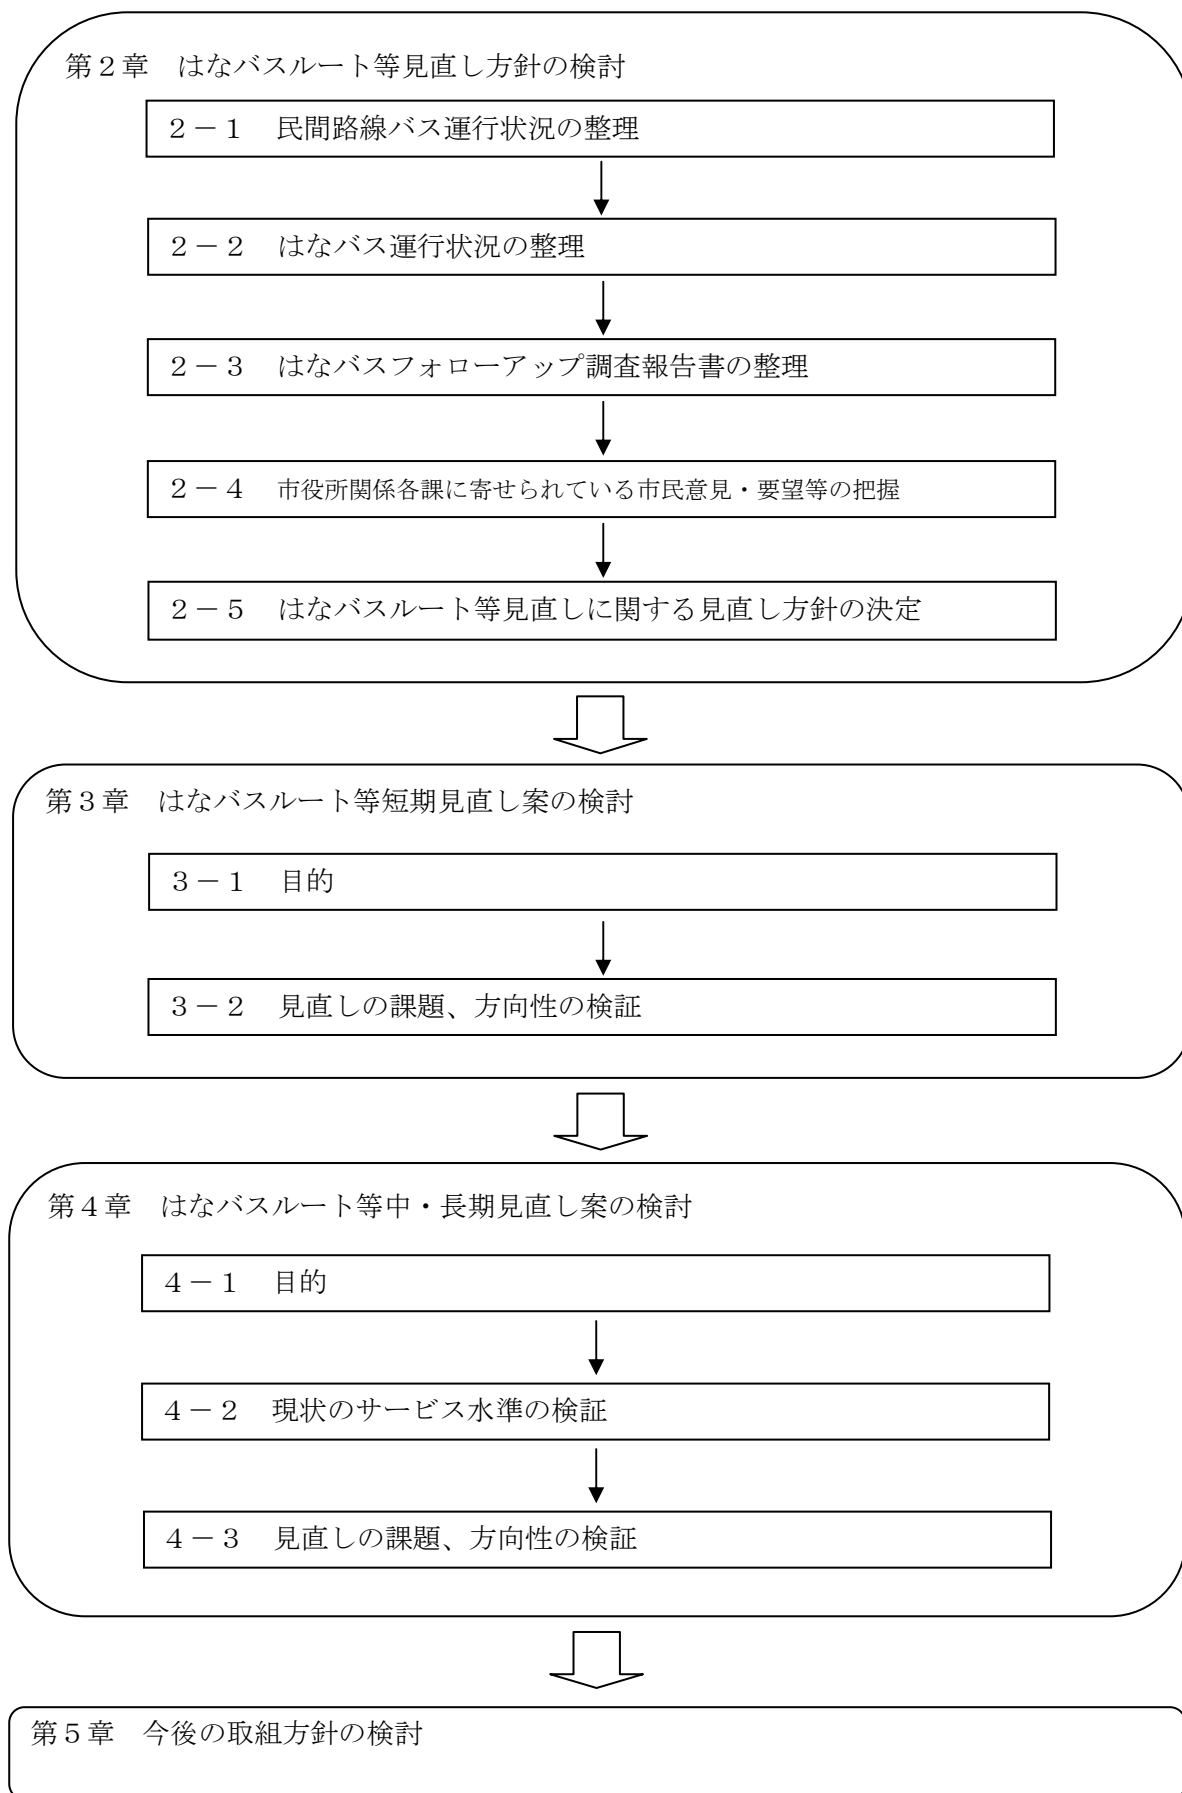 第２章　はなバスルート等見直し方針の検討
２－１　民間路線バス運行状況の整理
２－２　はなバス運行状況の整理
２－３　はなバスフォローアップ調査報告書の整理
２－４　市役所関係各課に寄せられている市民意見・要望等の把握
２－５　はなバスルート等見直しに関する見直し方針の決定
第３章　はなバスルート等短期見直し案の検討
３－１　目的
３－２　見直しの課題、方向性の検証
第４章　はなバスルート等中・長期見直し案の検討
４－１　目的
４－２　現状のサービス水準の検証
４－３　見直しの課題、方向性の検証
第５章　今後の取組方針の検討